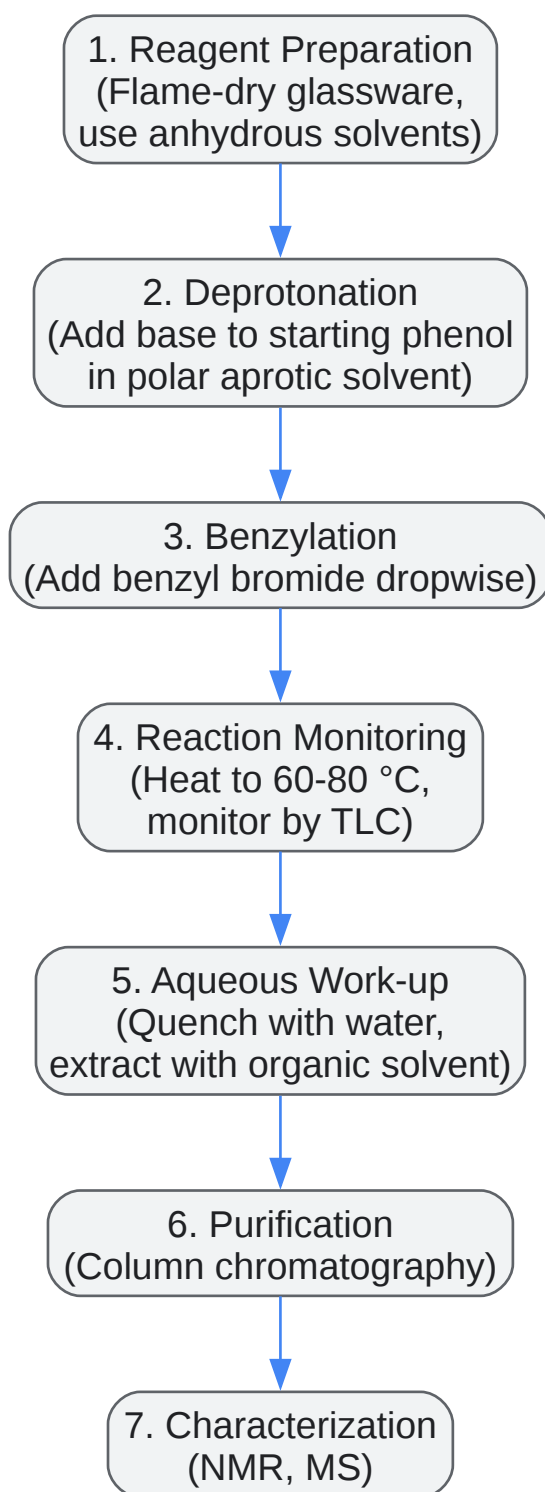 1. Reagent Preparation
(Flame-dry glassware,
use anhydrous solvents)
2. Deprotonation
(Add base to starting phenol
in polar aprotic solvent)
3. Benzylation
(Add benzyl bromide dropwise)
4. Reaction Monitoring
(Heat to 60-80 °C,
monitor by TLC)
5. Aqueous Work-up
(Quench with water,
extract with organic solvent)
6. Purification
(Column chromatography)
7. Characterization
(NMR, MS)